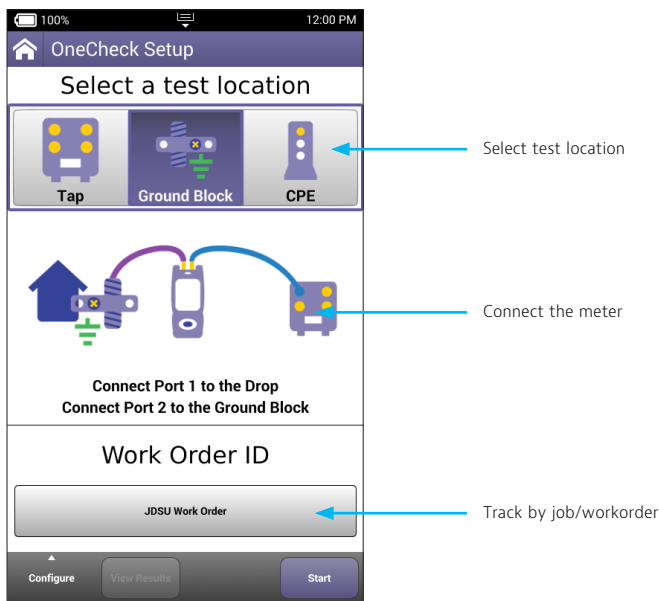 100%
12:00 PM
OneCheck Setup
Select a test location
Tap
Ground Block
CPE
Select test location
Connect the meter
Connect Port 1 to the Drop
Connect Port 2 to the Ground Block
Work Order ID
JDSU Work Order
Track by job/workorder
Configure
View Results
Start